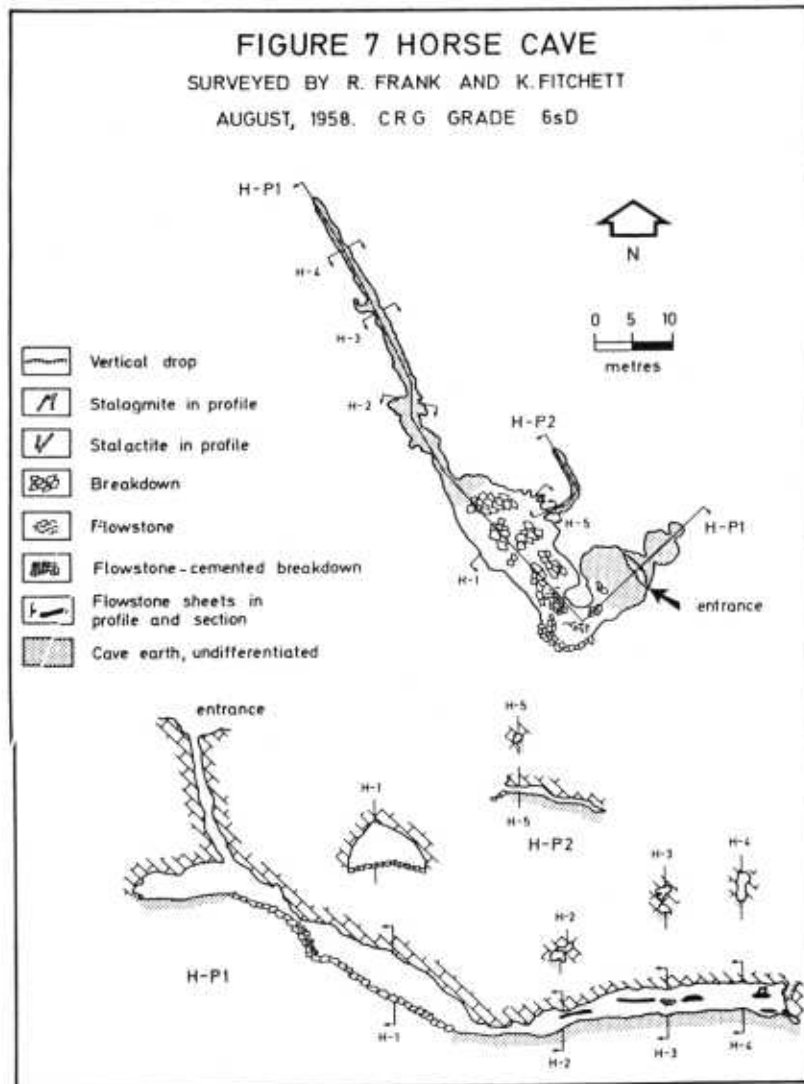 FIGURE 7 HORSE CAVE
SURVEYED BY R. FRANK AND K. FITCHETT
AUGUST, 1958. CRG GRADE 6sD
H-P1
N
H-4
0 5 10
metres
H-3
H-2
H-P2
H-P1
H-5
H-1
entrance
Vertical drop
Stalagmite in profile
Stalactite in profile
Breakdown
Flowstone
Flowstone-cemented breakdown
Flowstone sheets in
profile and section
Cave earth, undifferentiated
entrance
H-5
H-1
H-5
H-P2
H-3
H-4
H-2
H-P1
H-1
H-2
H-3
H-4